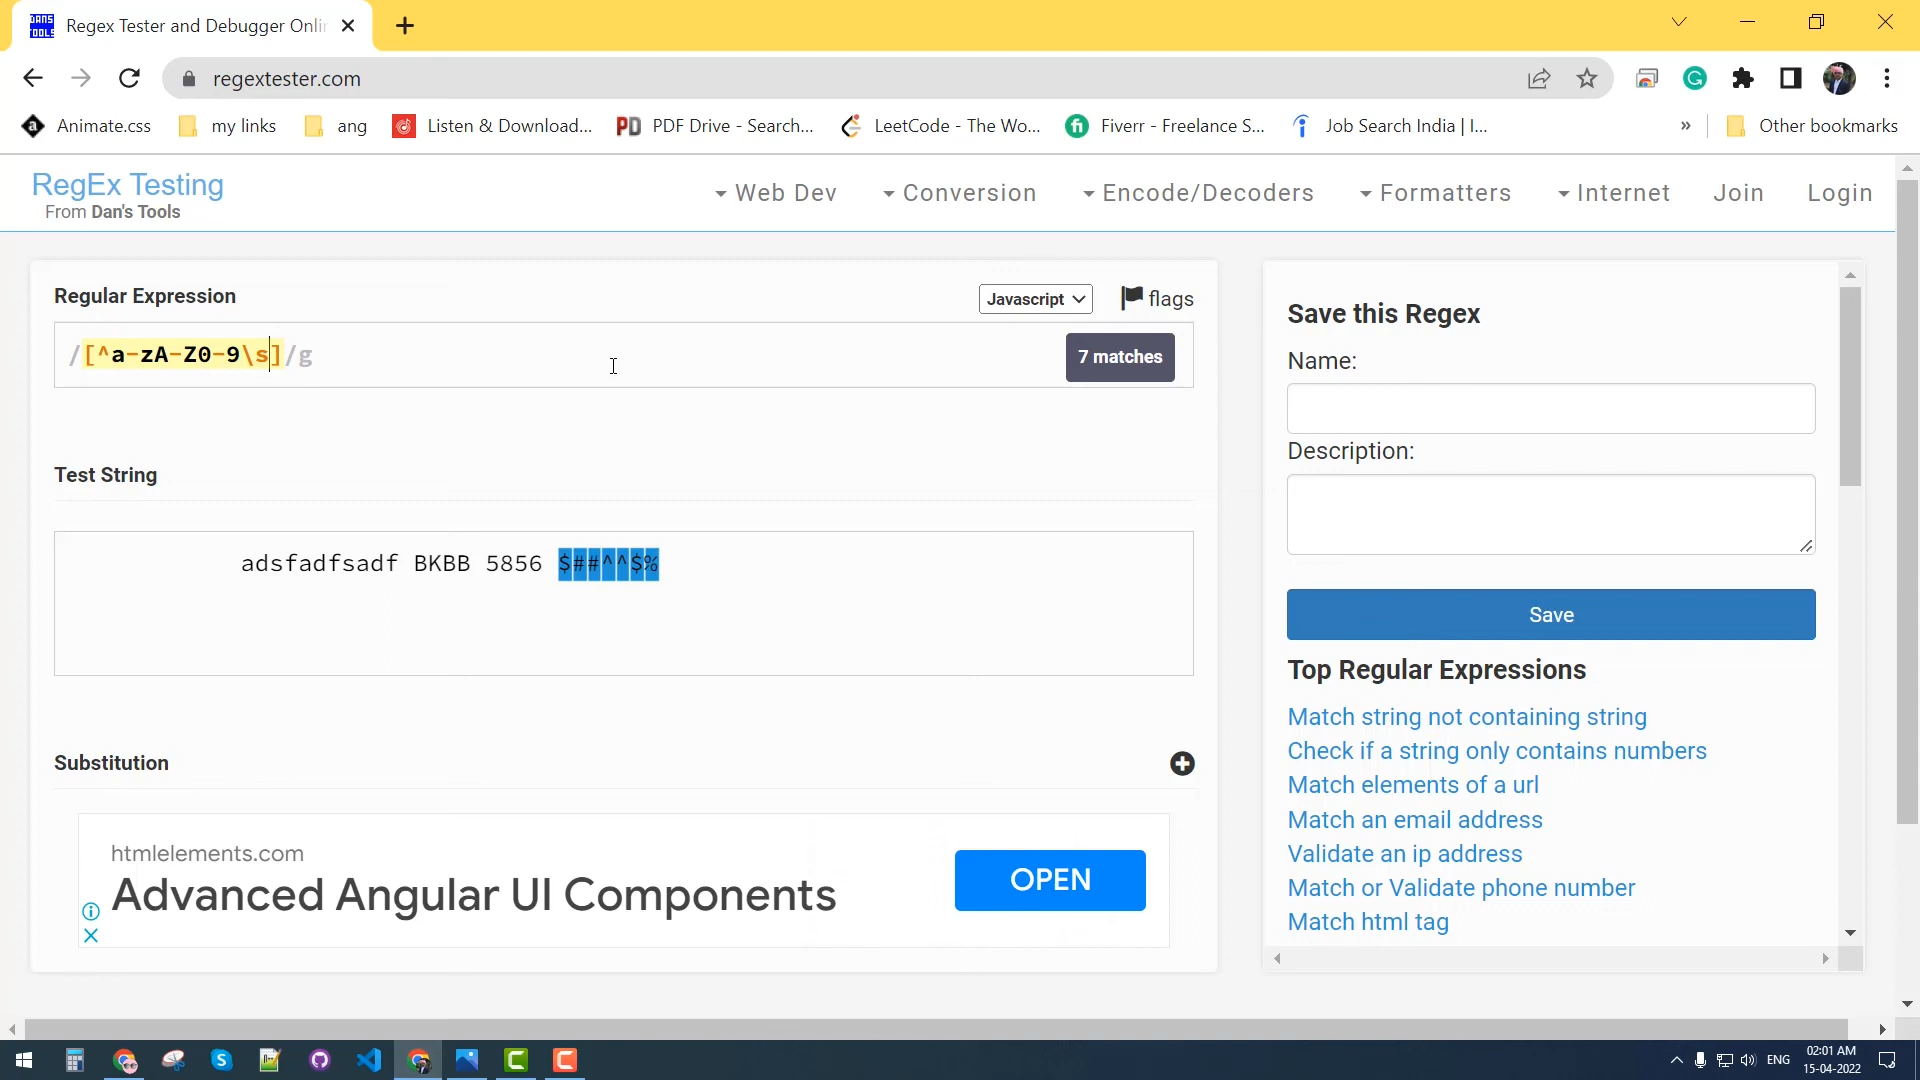 Regex Tester and Debugger Onlin
regextester.com
Animate.css my links ang Listen & Download... PDF Drive - Search... LeetCode - The Wo... Fiverr - Freelance S... Job Search India | I... » Other bookmarks
RegEx Testing
From Dan's Tools
Web Dev Conversion Encode/Decoders Formatters Internet Join Login
Regular Expression
Javascript
flags
/[^a-zA-Z0-9\s]/g
7 matches
Test String
adsfadfsadf BKBB 5856 $##^^$%
Substitution
htmlelements.com
Advanced Angular UI Components
OPEN
Save this Regex
Name:
Description:
Save
Top Regular Expressions
Match string not containing string
Check if a string only contains numbers
Match elements of a url
Match an email address
Validate an ip address
Match or Validate phone number
Match html tag
ENG
02:01 AM
15-04-2022